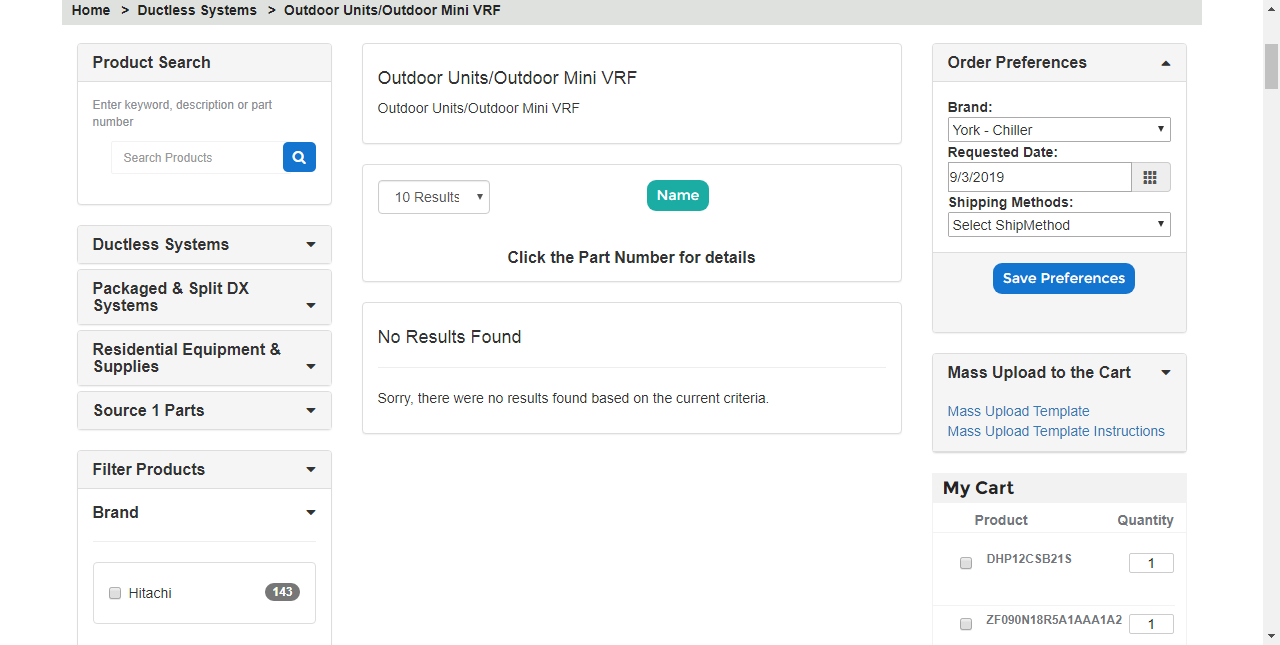 Home > Ductless Systems > Outdoor Units/Outdoor Mini VRF
Product Search
Enter keyword, description or part
number
Search Products
Ductless Systems
Packaged & Split DX
Systems
Residential Equipment &
Supplies
Source 1 Parts
Filter Products
Brand
Hitachi 143
Outdoor Units/Outdoor Mini VRF
Outdoor Units/Outdoor Mini VRF
10 Results
Name
Click the Part Number for details
No Results Found
Sorry, there were no results found based on the current criteria.
Order Preferences
Brand:
York - Chiller
Requested Date:
9/3/2019
Shipping Methods:
Select ShipMethod
Save Preferences
Mass Upload to the Cart
Mass Upload Template
Mass Upload Template Instructions
My Cart
Product Quantity
DHP12CSB21S 1
ZF090N18R5A1AAA1A2 1